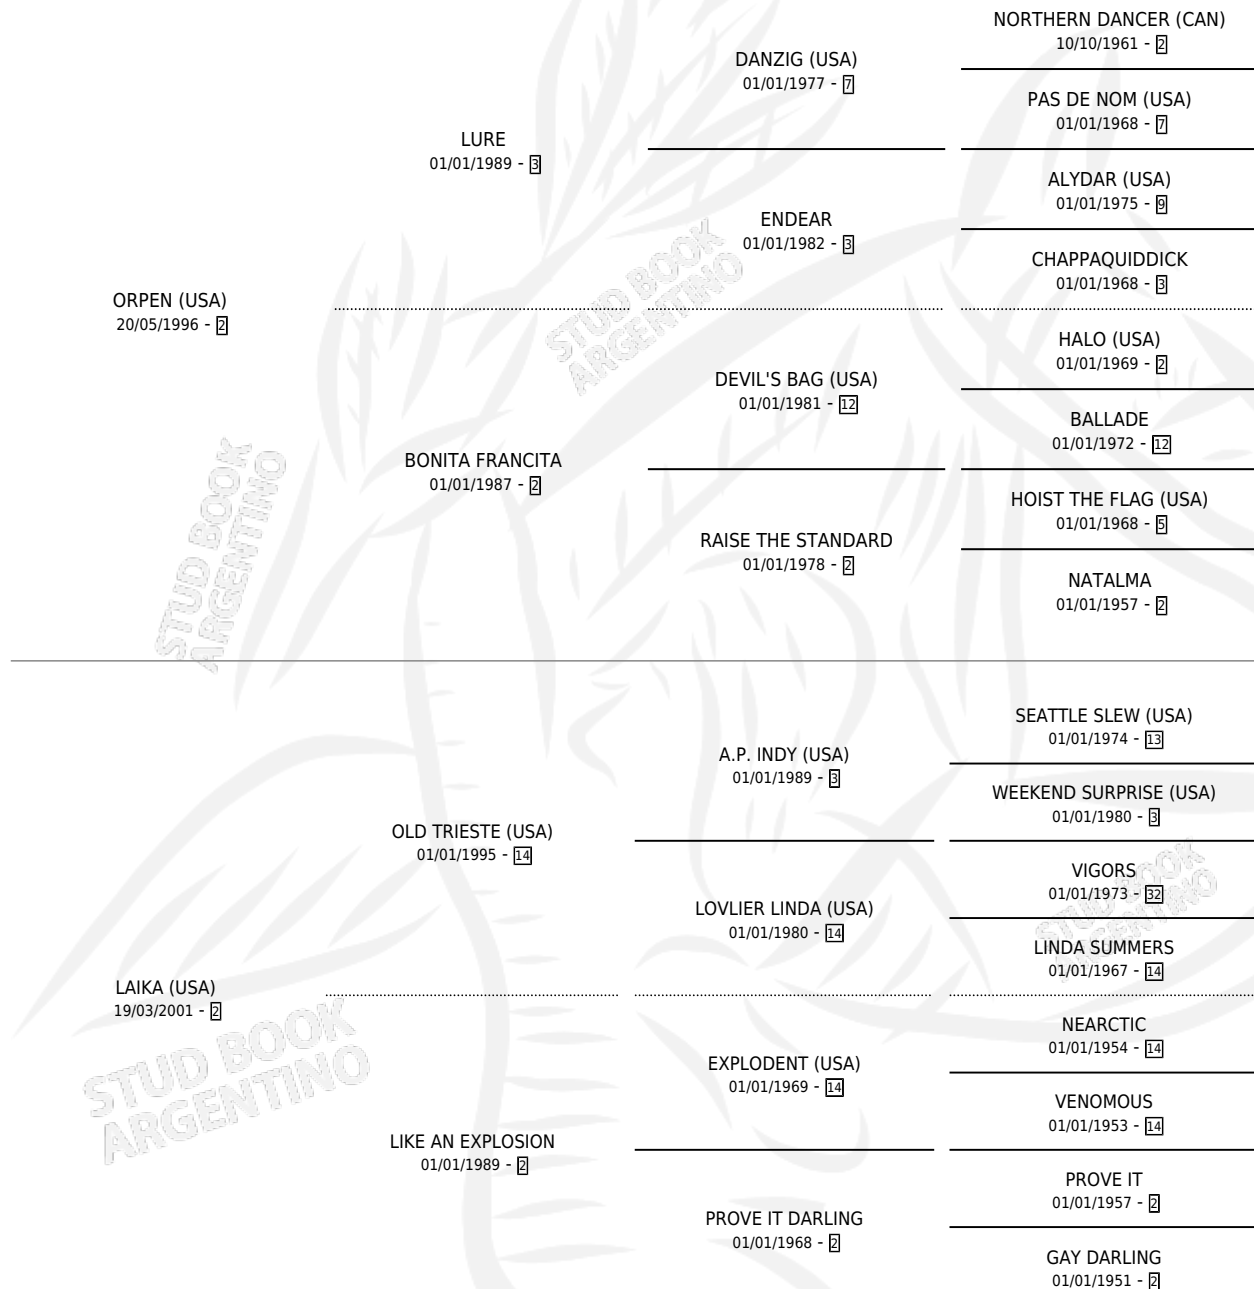 NORTHERN DANCER (CAN)
10/10/1961 - 2
DANZIG (USA)
01/01/1977 - 7
PAS DE NOM (USA)
01/01/1968 - 7
LURE
01/01/1989 - 3
ALYDAR (USA)
01/01/1975 - 9
ENDEAR
01/01/1982 - 3
CHAPPAQUIDDICK
01/01/1968 - 3
ORPEN (USA)
20/05/1996 - 2
STUD BOOK
ARGENTINO
HALO (USA)
01/01/1969 - 2
DEVIL'S BAG (USA)
01/01/1981 - 12
BALLADE
01/01/1972 - 12
BONITA FRANCITA
01/01/1987 - 2
HOIST THE FLAG (USA)
01/01/1968 - 5
RAISE THE STANDARD
01/01/1978 - 2
NATALMA
01/01/1957 - 2
STUD BOOK
ARGENTINO
SEATTLE SLEW (USA)
01/01/1974 - 13
A.P. INDY (USA)
01/01/1989 - 3
WEEKEND SURPRISE (USA)
01/01/1980 - 3
OLD TRIESTE (USA)
01/01/1995 - 14
VIGORS
01/01/1973 - 32
LOVLIER LINDA (USA)
01/01/1980 - 14
LINDA SUMMERS
01/01/1967 - 14
STUD BOOK
ARGENTINO
LAIKA (USA)
19/03/2001 - 2
NEARCTIC
01/01/1954 - 14
EXPLODENT (USA)
01/01/1969 - 14
VENOMOUS
01/01/1953 - 14
STUD BOOK
ARGENTINO
LIKE AN EXPLOSION
01/01/1989 - 2
PROVE IT
01/01/1957 - 2
PROVE IT DARLING
01/01/1968 - 2
GAY DARLING
01/01/1951 - 2